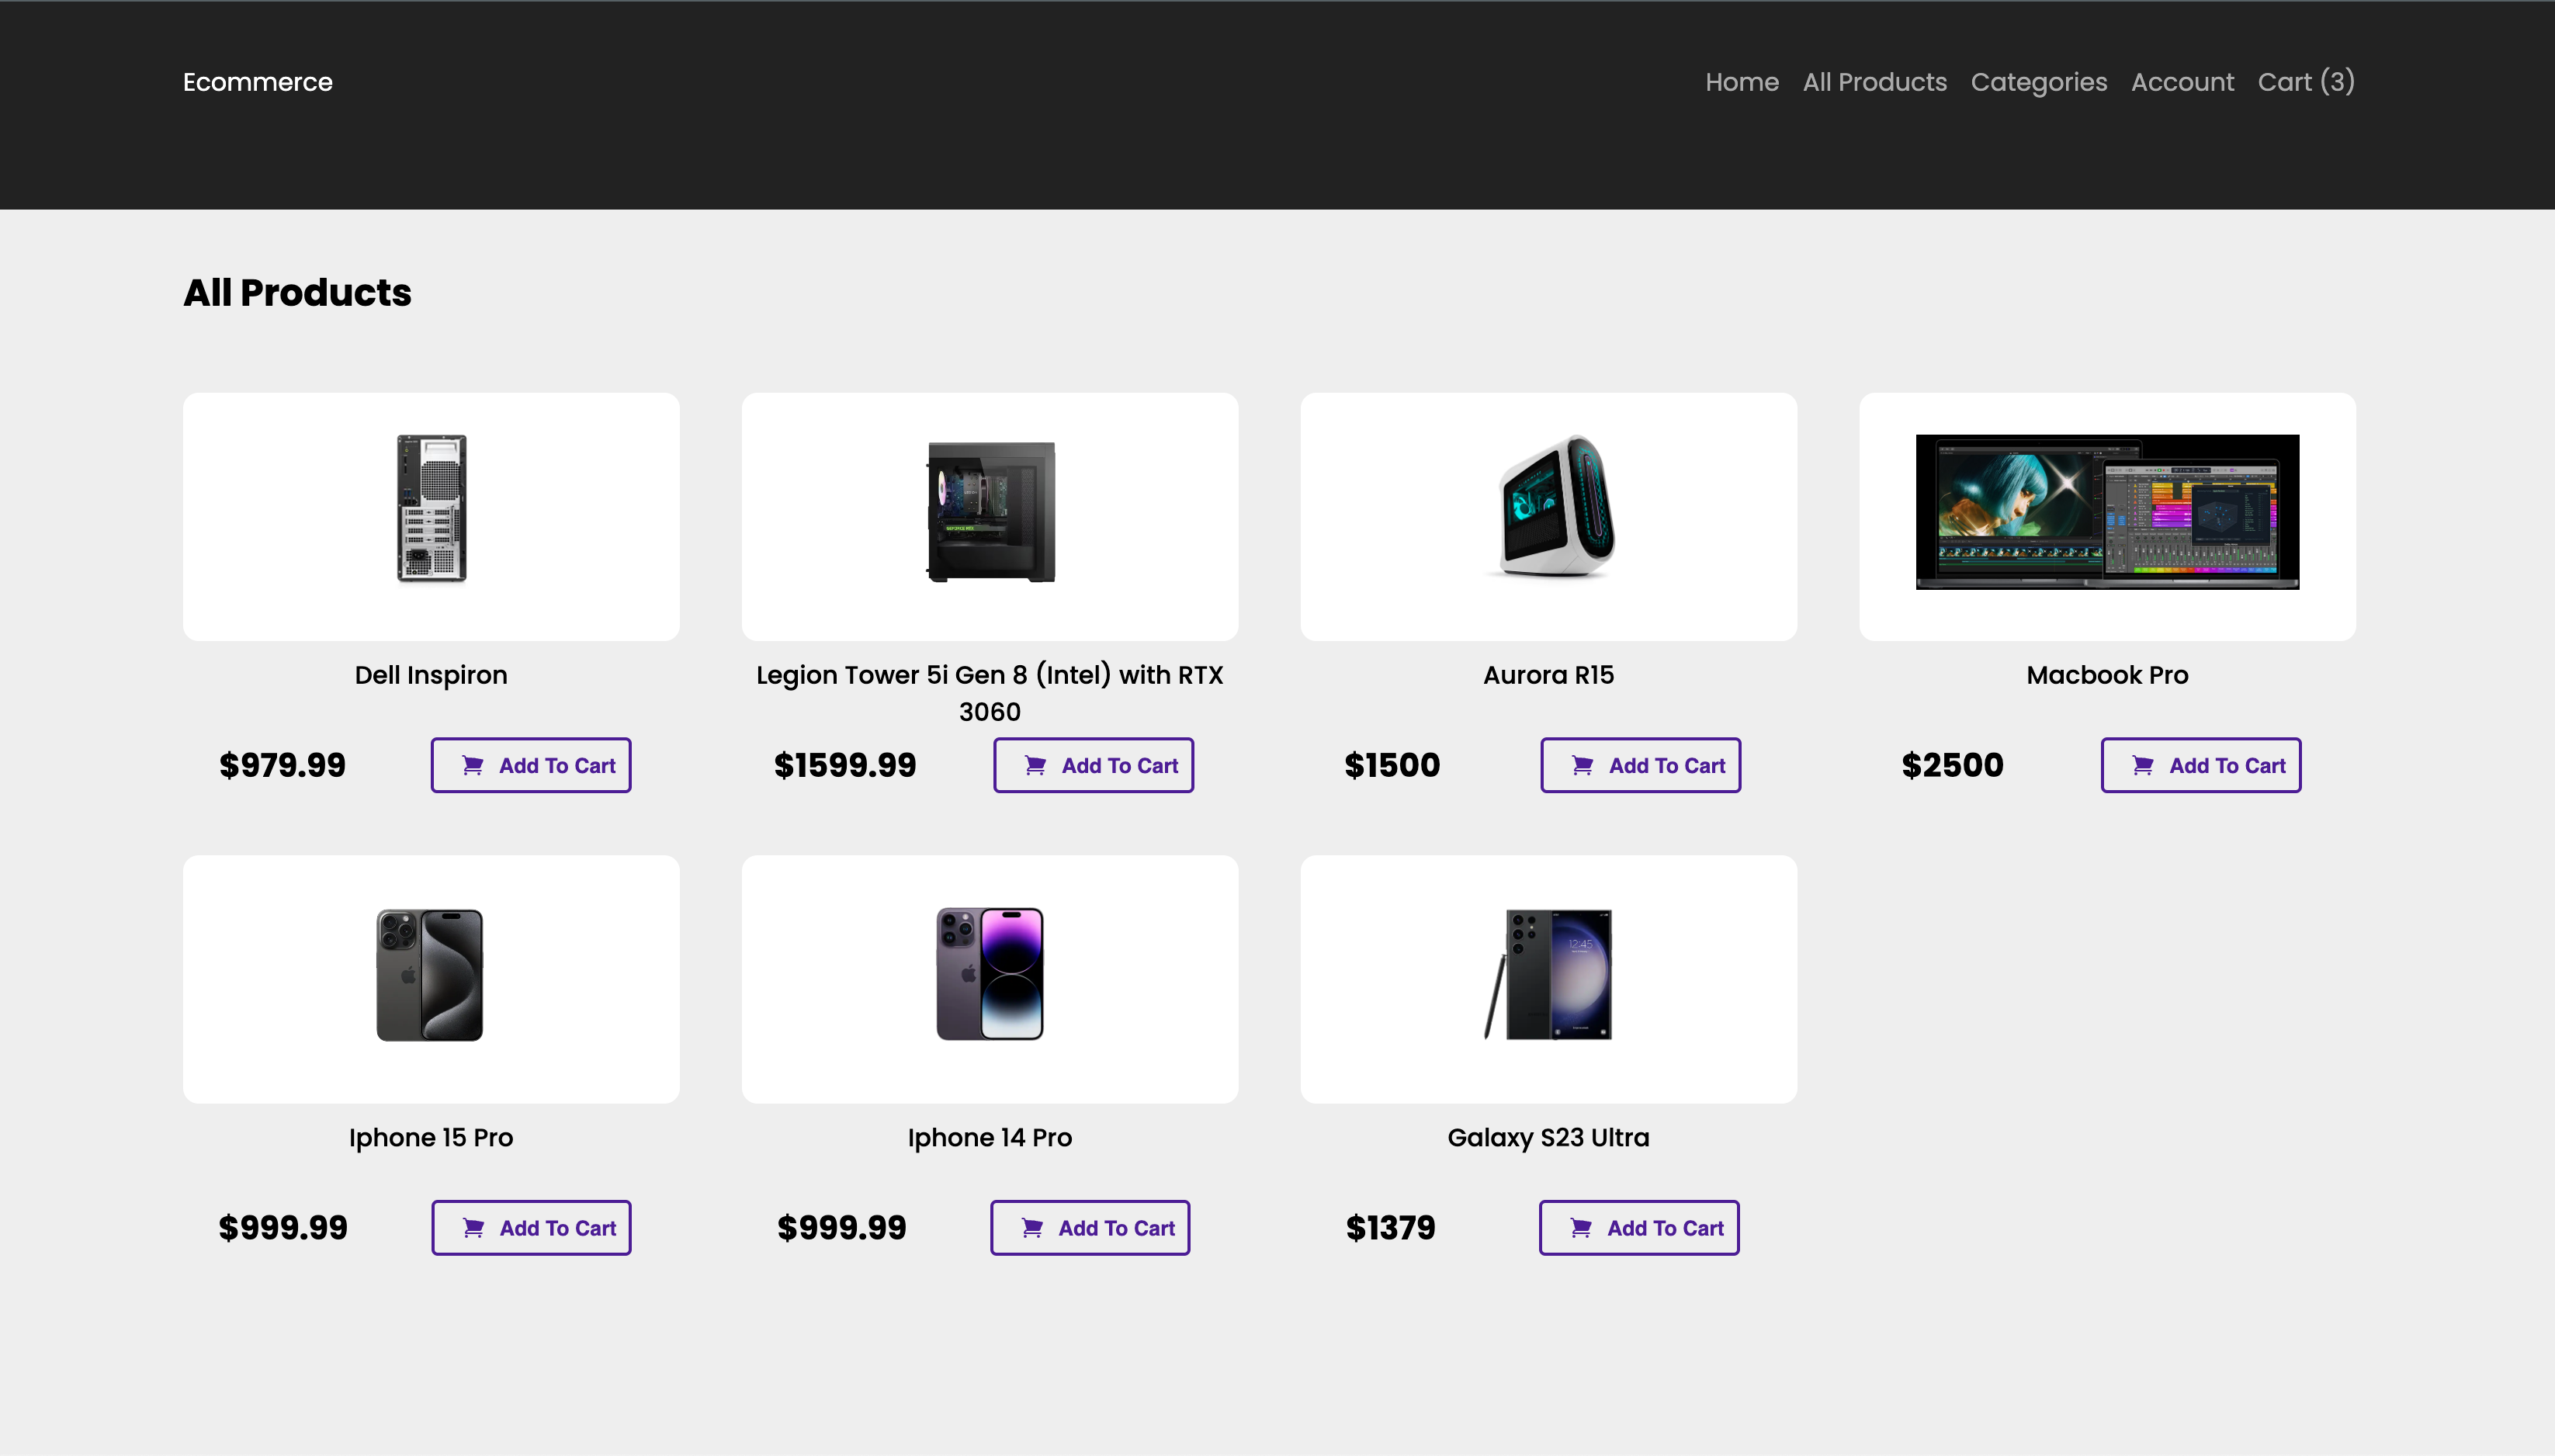 Ecommerce
Home All Products Categories Account Cart (3)
All Products
Dell Inspiron
$979.99 Add To Cart
Legion Tower 5i Gen 8 (Intel) with RTX
3060
$1599.99 Add To Cart
Aurora R15
$1500 Add To Cart
Macbook Pro
$2500 Add To Cart
Iphone 15 Pro
$999.99 Add To Cart
Iphone 14 Pro
$999.99 Add To Cart
Galaxy S23 Ultra
12:45
$1379 Add To Cart